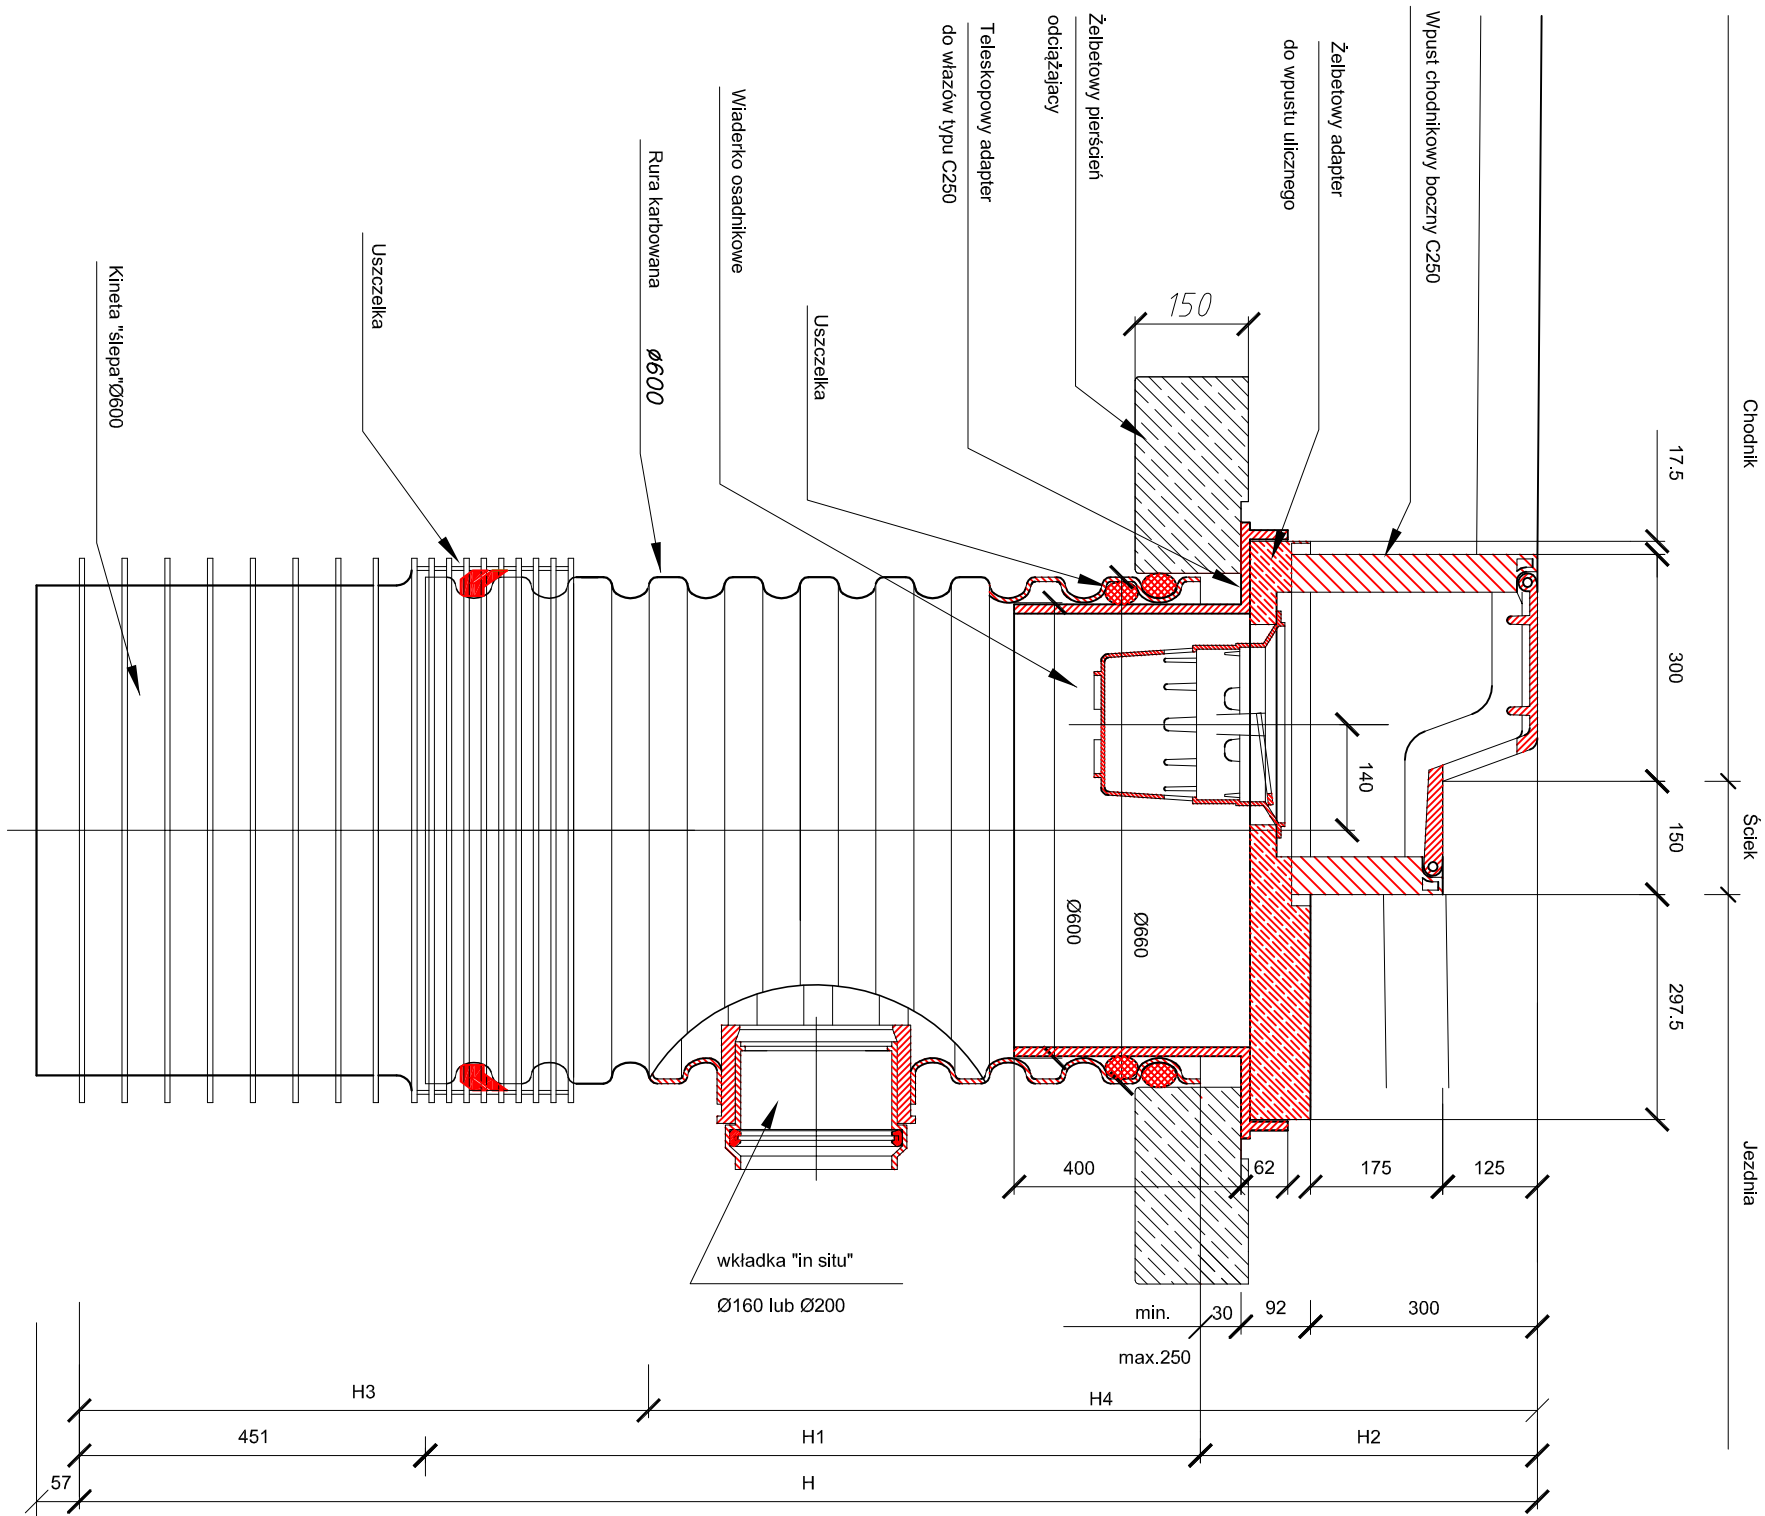 Wpust chodnikowy boczny C250
Żelbetowy adapter
do wpustu ulicznego
Żelbetowy pierścień
odciążajacy
Teleskopowy adapter
do włazów typu C250
Wiaderko osadnikowe
Rura karbowana Ø600
Uszczelka
Uszczelka
Kineta "ślepa"Ø600
150
Chodnik
Ściek
Jezdnia
17.5
300
150
297.5
140
Ø600
Ø660
400
62
175
125
wkładka "in situ"
Ø160 lub Ø200
min.
30
92
300
max.250
H3
H4
451
H1
H2
57
H